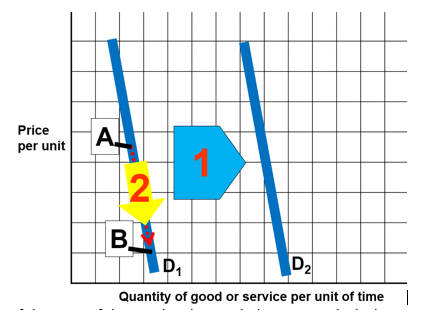 Price
per unit
A
2
1
B
D1
D2
Quantity of good or service per unit of time